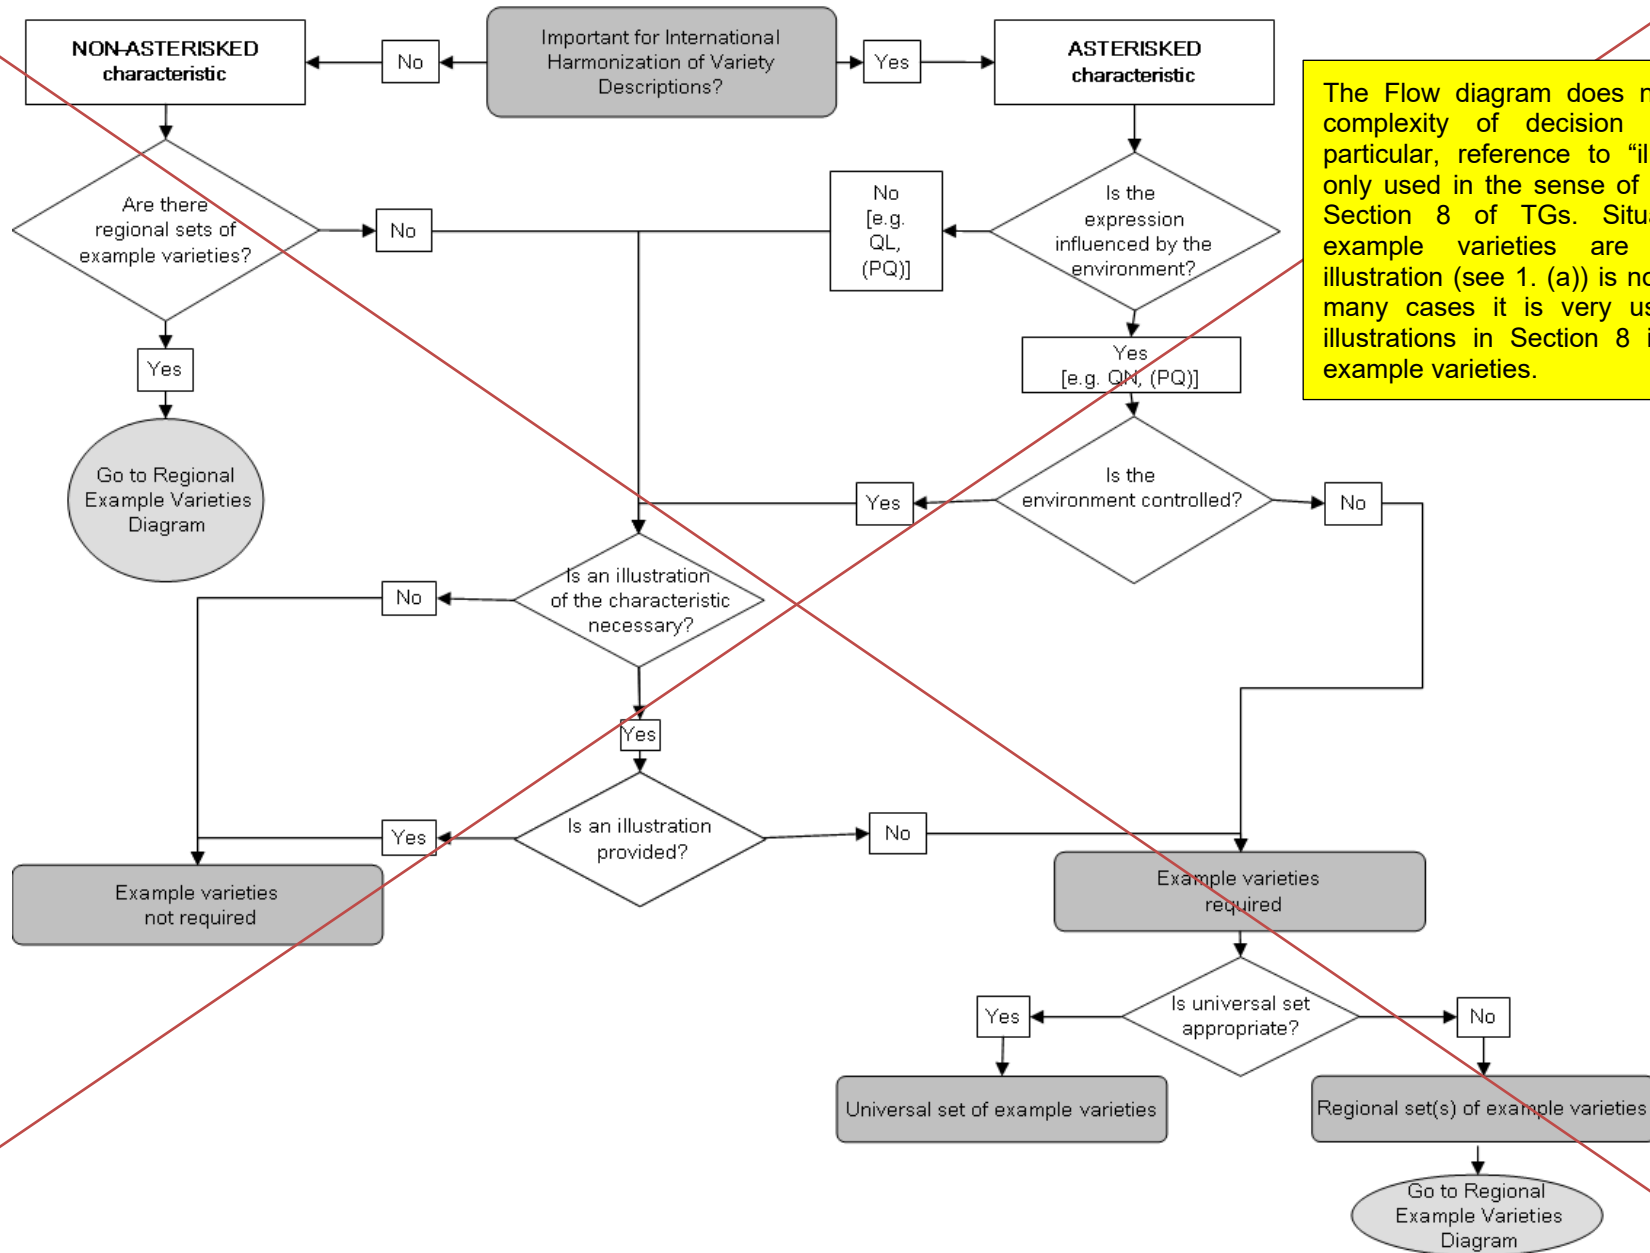 NON-ASTERISKED
characteristic
No
Important for International
Harmonization of Variety
Descriptions?
Yes
ASTERISKED
characteristic
The Flow diagram does
complexity of decision
particular, reference to “
only used in the sense of
Section 8 of TGs.
example varieties are
illustration (see 1. (a)) is
many cases it is very
illustrations in Section 8
example varieties.
Are there
regional sets of
example varieties?
No
No
[e.g.
QL,
(PQ)]
Is the
expression
influenced by the
environment?
Yes
Yes
[e.g. QN, (PQ)]
Go to Regional
Example Varieties
Diagram
Yes
Is the
environment controlled?
No
No
Is an illustration
of the characteristic
necessary?
Yes
Yes
Is an illustration
provided?
No
Example varieties
not required
Example varieties
required
Yes
Is universal set
appropriate?
No
Universal set of example varieties
Regional set(s) of example varieties
Go to Regional
Example Varieties
Diagram